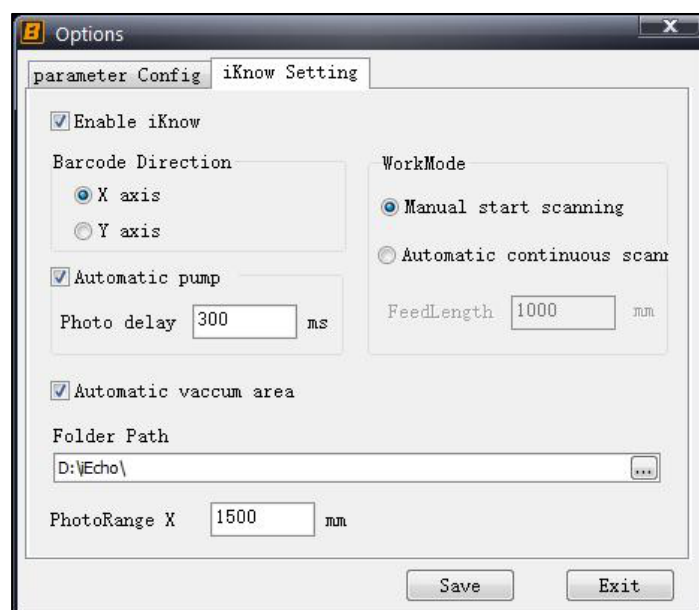 Options
parameter Config
iKnow Setting
Enable iKnow
Barcode Direction
X axis
Y axis
WorkMode
Manual start scanning
Automatic continuous scann
FeedLength 1000 mm
Automatic pump
Photo delay 300 ms
Automatic vaccum area
Folder Path
D:\iEcho\
...
PhotoRange X 1500 mm
Save
Exit